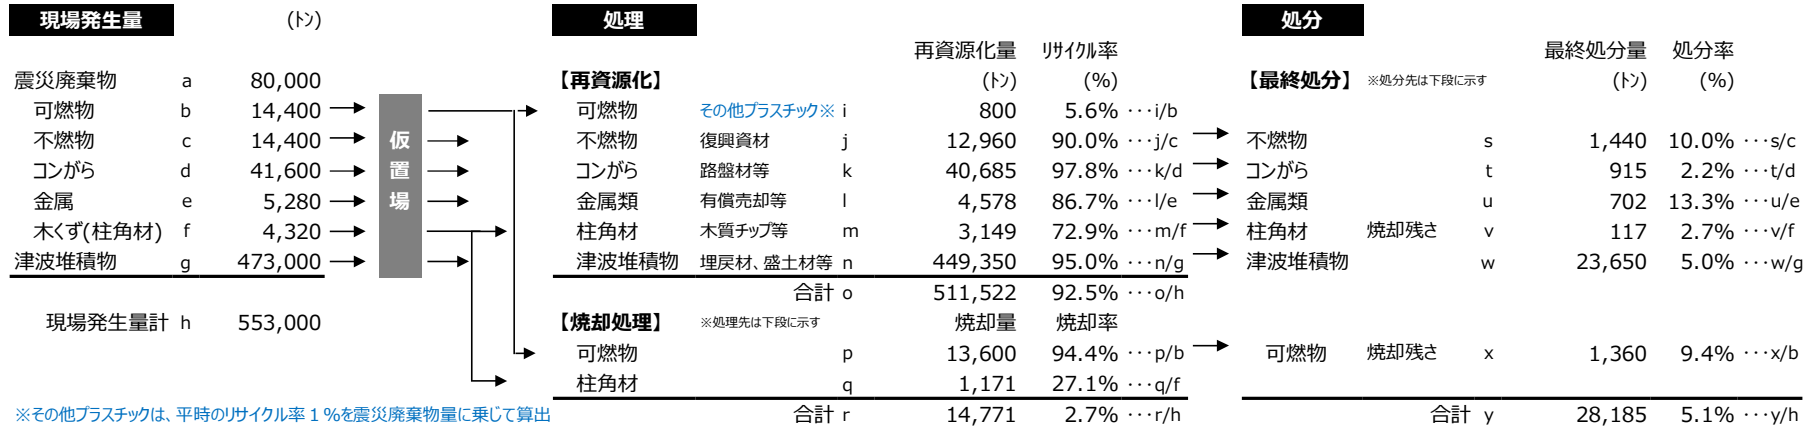 現場発生量 (トン) 処理 処分
再資源化量 リサイクル率 最終処分量 処分率
震災廃棄物 a 80,000 【再資源化】 (トン) (%) 【最終処分】 ※処分先は下段に示す (トン) (%)
可燃物 b 14,400 可燃物 その他プラスチック※ i 800 5.6% ･･･i/b
不燃物 c 14,400 仮 不燃物 復興資材 j 12,960 90.0% ･･･j/c 不燃物 s 1,440 10.0% ･･･s/c
コンがら d 41,600 置 コンがら 路盤材等 k 40,685 97.8% ･･･k/d コンがら t 915 2.2% ･･･t/d
金属 e 5,280 場 金属類 有償売却等 l 4,578 86.7% ･･･l/e 金属類 u 702 13.3% ･･･u/e
木くず(柱角材) f 4,320 柱角材 木質チップ等 m 3,149 72.9% ･･･m/f 柱角材 焼却残さ v 117 2.7% ･･･v/f
津波堆積物 g 473,000 津波堆積物 埋戻材、盛土材等 n 449,350 95.0% ･･･n/g 津波堆積物 w 23,650 5.0% ･･･w/g
合計 o 511,522 92.5% ･･･o/h
現場発生量計 h 553,000 【焼却処理】 ※処理先は下段に示す 焼却量 焼却率
可燃物 p 13,600 94.4% ･･･p/b 可燃物 焼却残さ x 1,360 9.4% ･･･x/b
柱角材 q 1,171 27.1% ･･･q/f
※その他プラスチックは、平時のリサイクル率１%を震災廃棄物量に乗じて算出 合計 r 14,771 2.7% ･･･r/h 合計 y 28,185 5.1% ･･･y/h